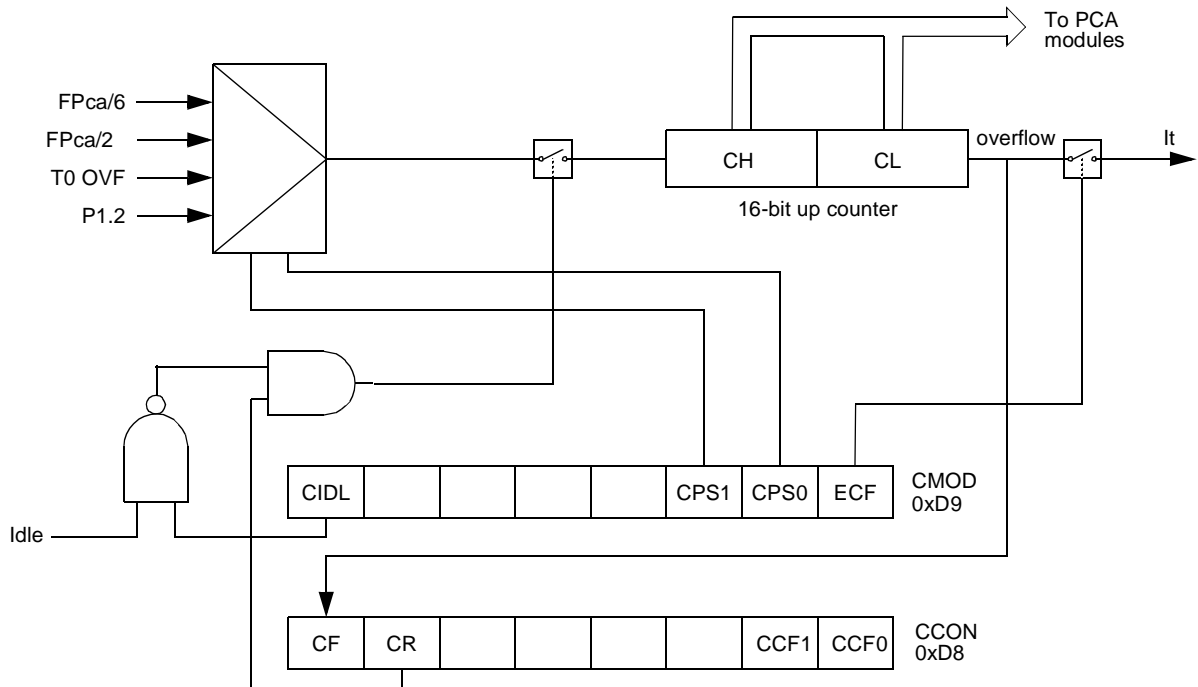 To PCA
modules
FPca/6
FPca/2
T0 OVF
P1.2
CH
CL
overflow
It
16-bit up counter
CIDL
CPS1
CPS0
ECF
CMOD
0xD9
Idle
CF
CR
CCF1
CCF0
CCON
0xD8